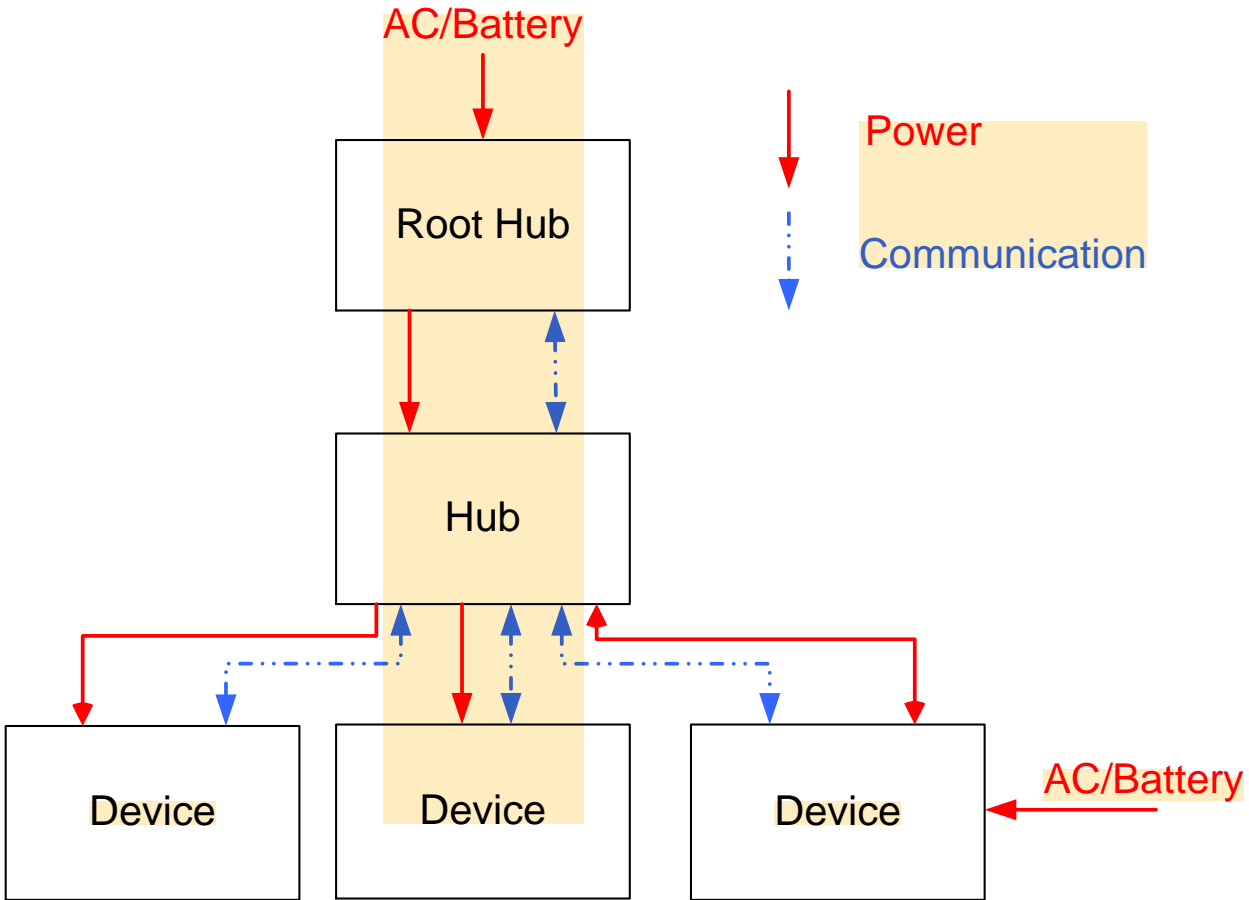 AC/Battery
Power
Root Hub
Communication
Hub
Device
Device
Device
AC/Battery